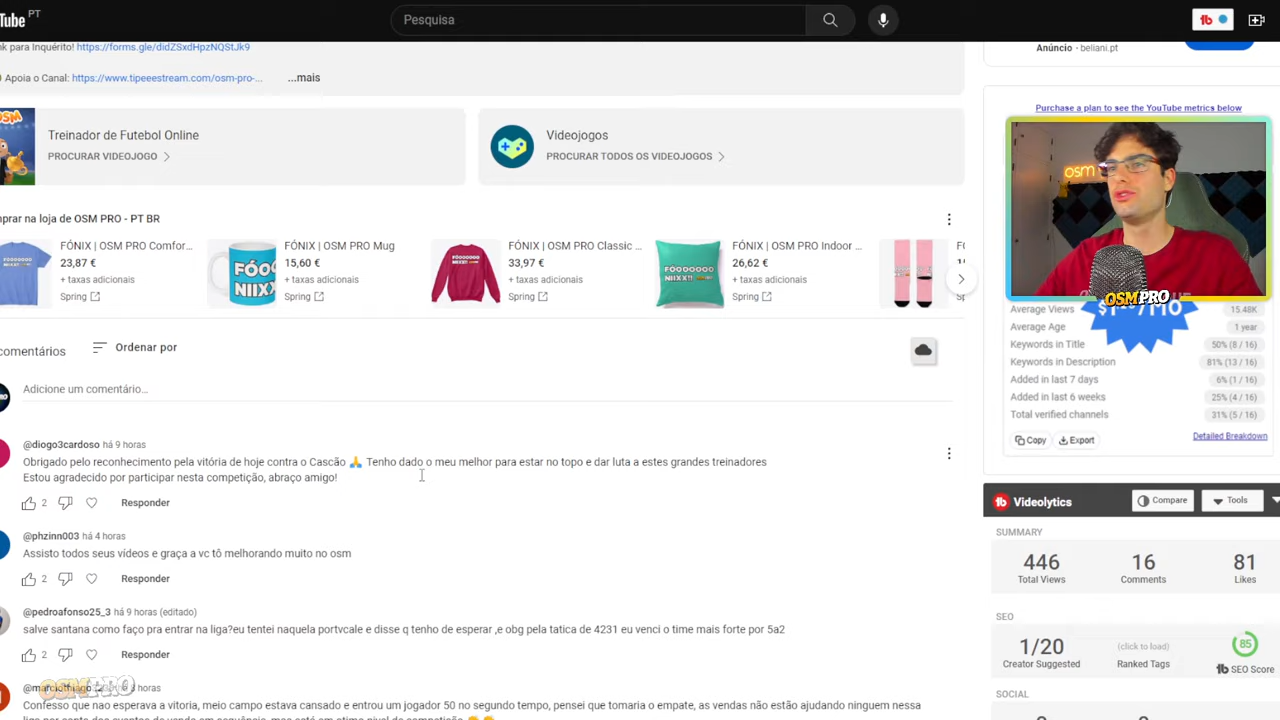 Tube PT
Pesquisa
nk para Inquérito! https://forms.gle/didZSxdHpzNQStJk9
Apoia o Canal: https://www.tipeeestream.com/osm-pro-... ...mais
Anúncio - beliani.pt
Purchase a plan to see the YouTube metrics below
OSM
Treinador de Futebol Online
PROCURAR VIDEOJOGO
Videojogos
PROCURAR TODOS OS VIDEOJOGOS
osm
OSMPRO
mprar na loja de OSM PRO - PT BR
FÓNIX | OSM PRO Comfor...
23,87 €
+ taxas adicionais
Spring
FÓNIX | OSM PRO Mug
15,60 €
+ taxas adicionais
Spring
FÓNIX | OSM PRO Classic ...
33,97 €
+ taxas adicionais
Spring
FÓNIX | OSM PRO Indoor ...
26,62 €
+ taxas adicionais
Spring
FÓOOOOOO
NIIXX!!
Average Views 15.48K
Average Age 1 year
Keywords in Title 50% (8 / 16)
Keywords in Description 81% (13 / 16)
Added in last 7 days 6% (1 / 16)
Added in last 6 weeks 25% (4 / 16)
Total verified channels 31% (5 / 16)
Copy Export Detailed Breakdown
comentários Ordenar por
Adicione um comentário...
@diogo3cardoso há 9 horas
Obrigado pelo reconhecimento pela vitória de hoje contra o Cascão 🙏 Tenho dado o meu melhor para estar no topo e dar luta a estes grandes treinadores
Estou agradecido por participar nesta competição, abraço amigo!
2 Responder
@phzinn003 há 4 horas
Assisto todos seus vídeos e graça a vc tô melhorando muito no osm
2 Responder
@pedroafonso25_3 há 9 horas (editado)
salve santana como faço pra entrar na liga?eu tentei naquela portvcale e disse q tenho de esperar ,e obg pela tatica de 4231 eu venci o time mais forte por 5a2
2 Responder
horas
OSMPRO
Confesso que nao esperava a vitoria, meio campo estava cansado e entrou um jogador 50 no segundo tempo, pensei que tomaria o empate, as vendas não estão ajudando ninguem nessa
tb Videolytics Compare Tools
SUMMARY
446 16 81
Total Views Comments Likes
SEO
1/20 (click to load) 85
Creator Suggested Ranked Tags tb SEO Score
SOCIAL